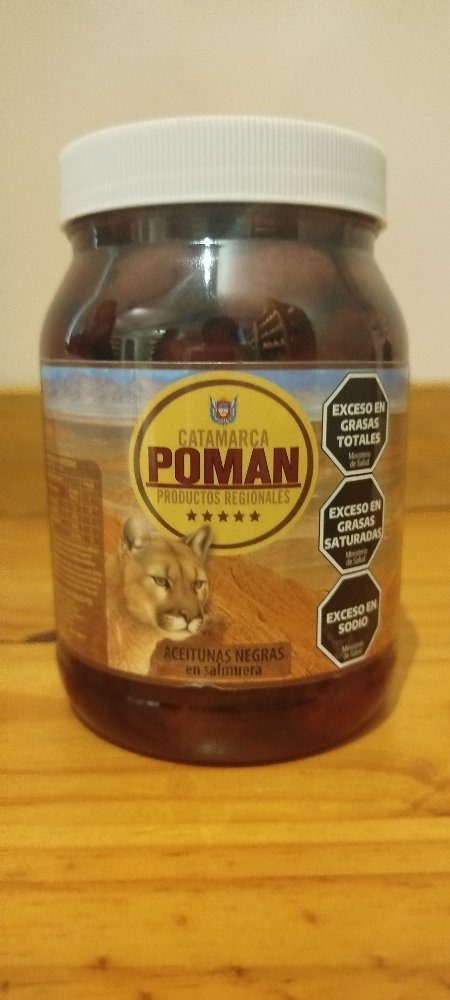 CATAMARCA
POMAN
PRODUCTOS REGIONALES
EXCESO EN
GRASAS
TOTALES
Ministerio
de Salud
EXCESO EN
GRASAS
SATURADAS
Ministerio
de Salud
EXCESO EN
SODIO
Ministerio
de Salud
ACEITUNAS NEGRAS
en salmuera